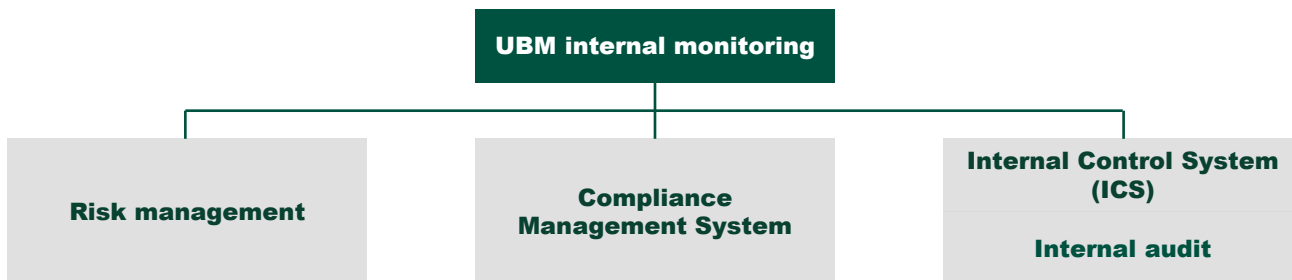 UBM internal monitoring
Risk management
Compliance
Management System
Internal Control System
(ICS)
Internal audit